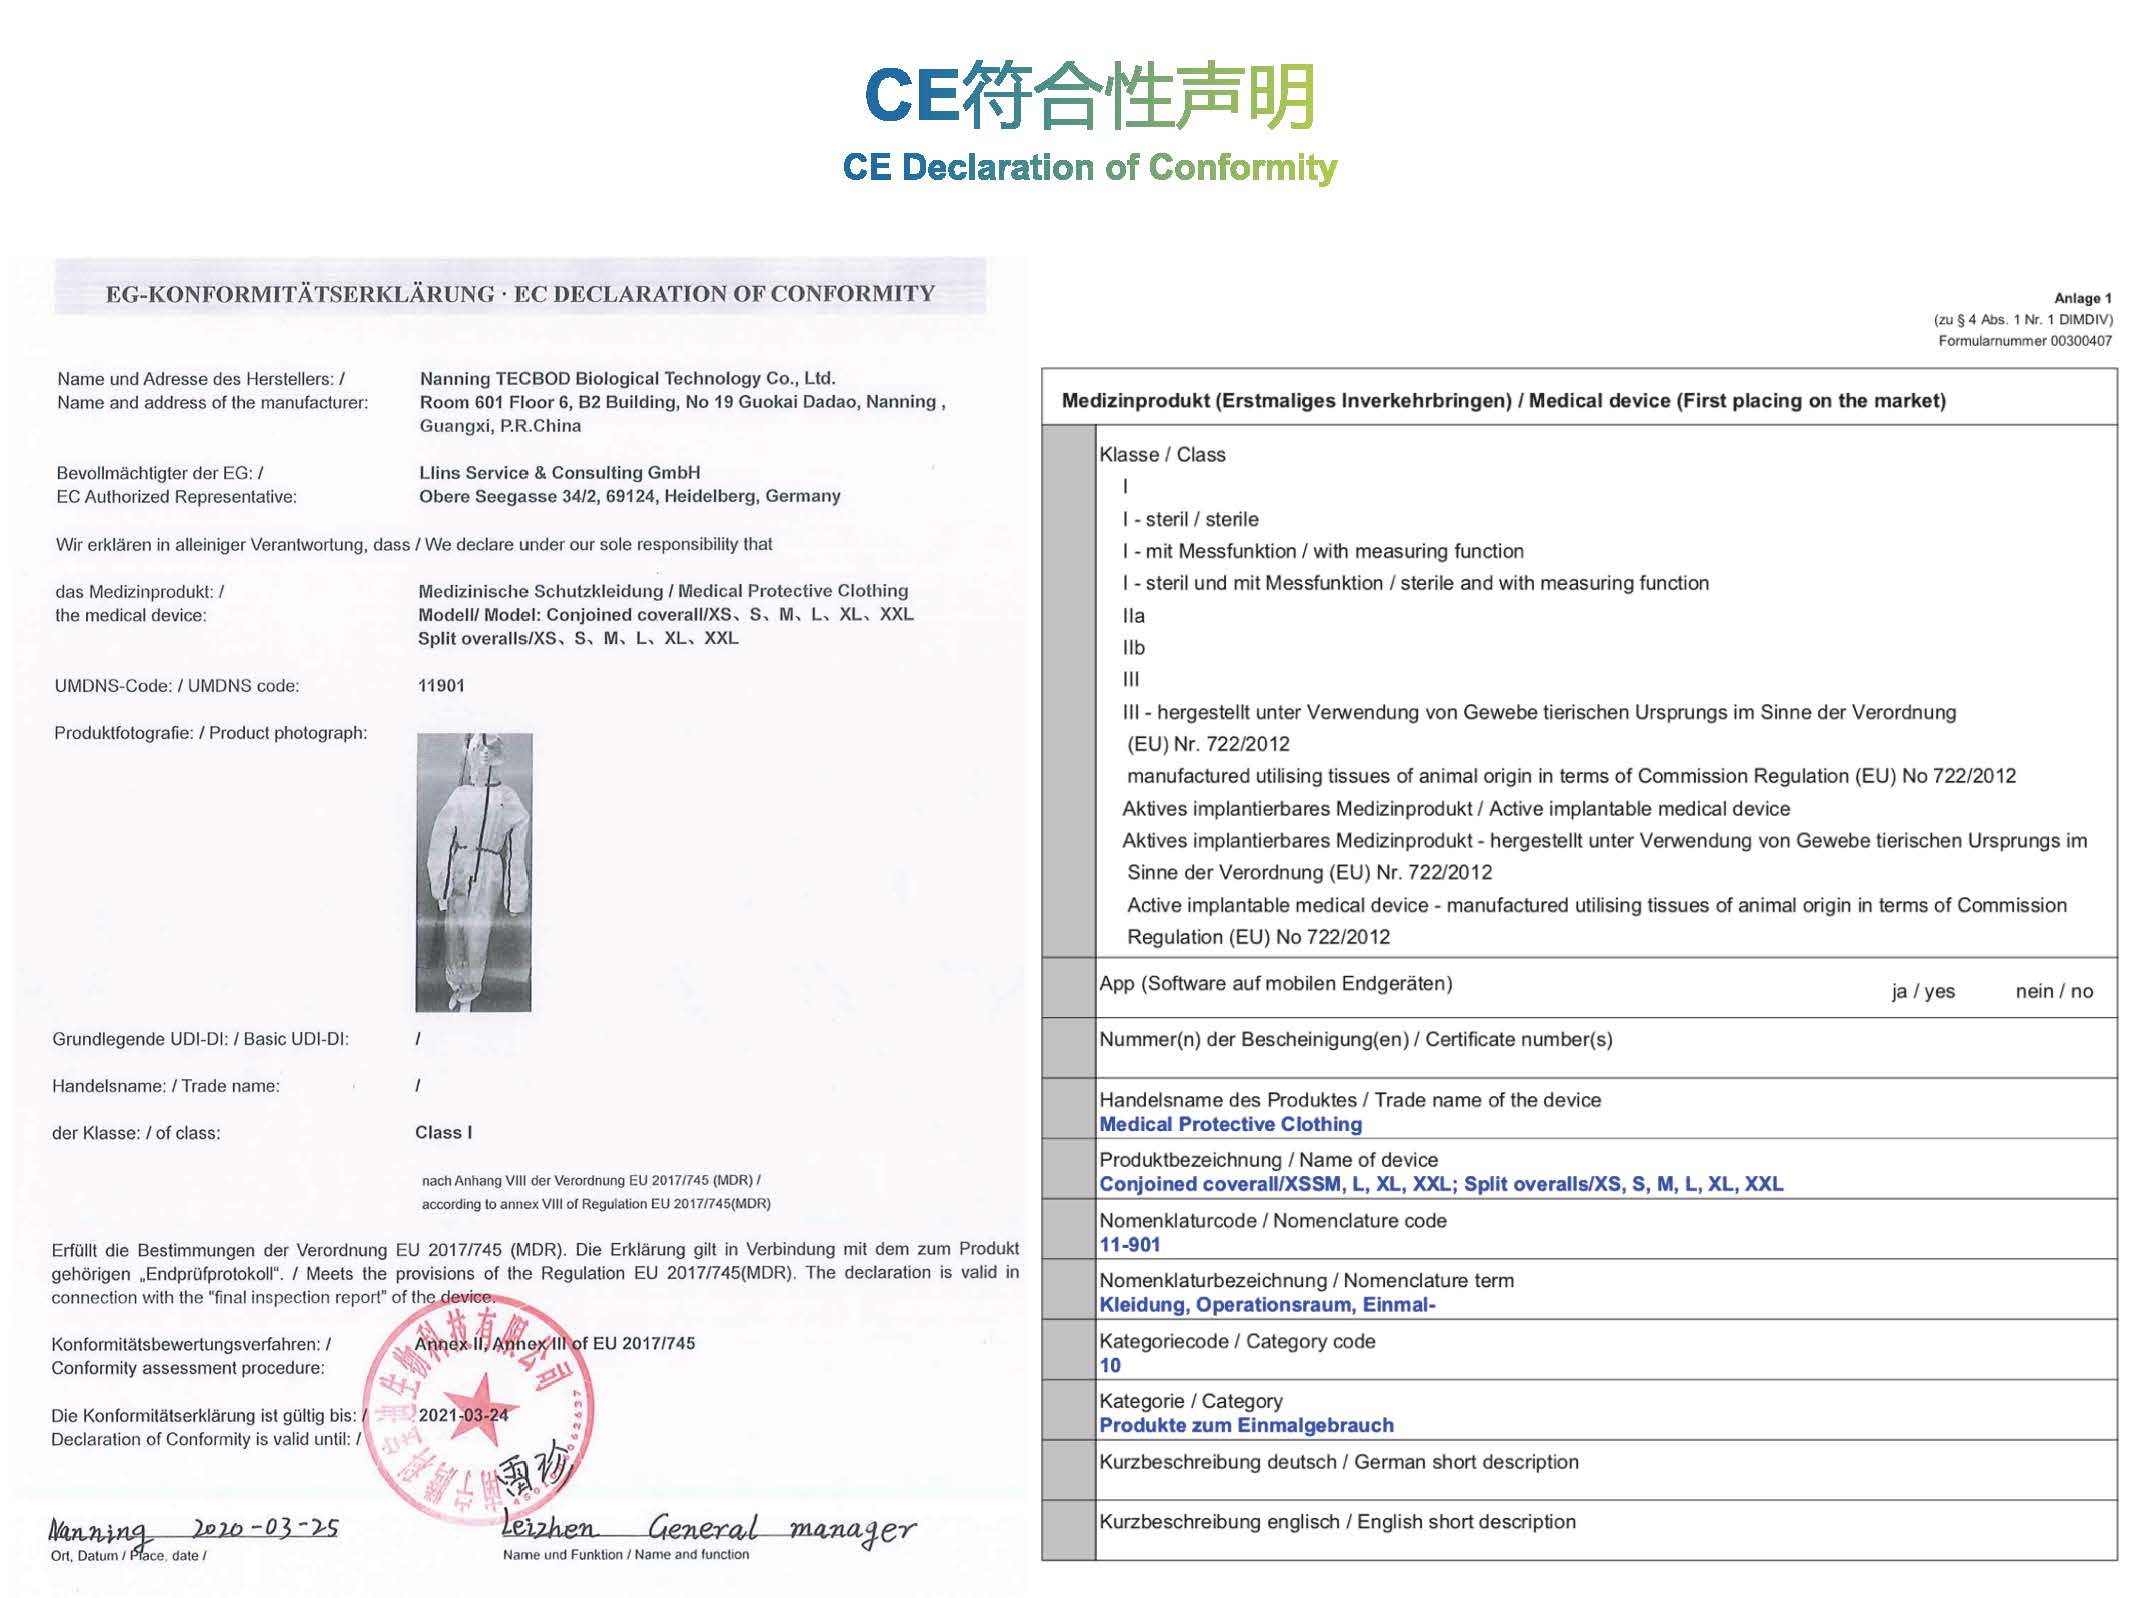 CE符合性声明
CE Declaration of Conformity
EG-KONFORMITÄTSERKLÄRUNG · EC DECLARATION OF CONFORMITY
Name und Adresse des Herstellers: /
Name and address of the manufacturer:
Nanning TECBOD Biological Technology Co., Ltd.
Room 601 Floor 6, B2 Building, No 19 Guokai Dadao, Nanning ,
Guangxi, P.R.China
Bevollmächtigter der EG: /
EC Authorized Representative:
Llins Service & Consulting GmbH
Obere Seegasse 34/2, 69124, Heidelberg, Germany
Wir erklären in alleiniger Verantwortung, dass / We declare under our sole responsibility that
das Medizinprodukt: /
the medical device:
Medizinische Schutzkleidung / Medical Protective Clothing
Modell/ Model: Conjoined coverall/XS、S、M、L、XL、XXL
Split overalls/XS、S、M、L、XL、XXL
UMDNS-Code: / UMDNS code:
11901
Produktfotografie: / Product photograph:
Grundlegende UDI-DI: / Basic UDI-DI:
/
Handelsname: / Trade name:
/
der Klasse: / of class:
Class I
nach Anhang VIII der Verordnung EU 2017/745 (MDR) /
according to annex VIII of Regulation EU 2017/745(MDR)
Erfüllt die Bestimmungen der Verordnung EU 2017/745 (MDR). Die Erklärung gilt in Verbindung mit dem zum Produkt
gehörigen „Endprüfprotokoll“. / Meets the provisions of the Regulation EU 2017/745(MDR). The declaration is valid in
connection with the "final inspection report" of the device.
Konformitätsbewertungsverfahren: /
Conformity assessment procedure:
Annex II, Annex III of EU 2017/745
Die Konformitätserklärung ist gültig bis: /
Declaration of Conformity is valid until: /
2021-03-24
生物科技有限公司
雷珍
Nanning 2020-03-25
Ort, Datum / Place, date /
Leizhen General manager
Name und Funktion / Name and function
Anlage 1
(zu § 4 Abs. 1 Nr. 1 DIMDIV)
Formularnummer 00300407
Medizinprodukt (Erstmaliges Inverkehrbringen) / Medical device (First placing on the market)
Klasse / Class
I
I - steril / sterile
I - mit Messfunktion / with measuring function
I - steril und mit Messfunktion / sterile and with measuring function
IIa
IIb
III
III - hergestellt unter Verwendung von Gewebe tierischen Ursprungs im Sinne der Verordnung
(EU) Nr. 722/2012
manufactured utilising tissues of animal origin in terms of Commission Regulation (EU) No 722/2012
Aktives implantierbares Medizinprodukt / Active implantable medical device
Aktives implantierbares Medizinprodukt - hergestellt unter Verwendung von Gewebe tierischen Ursprungs im
Sinne der Verordnung (EU) Nr. 722/2012
Active implantable medical device - manufactured utilising tissues of animal origin in terms of Commission
Regulation (EU) No 722/2012
App (Software auf mobilen Endgeräten)
ja / yes nein / no
Nummer(n) der Bescheinigung(en) / Certificate number(s)
Handelsname des Produktes / Trade name of the device
Medical Protective Clothing
Produktbezeichnung / Name of device
Conjoined coverall/XSSM, L, XL, XXL; Split overalls/XS, S, M, L, XL, XXL
Nomenklaturcode / Nomenclature code
11-901
Nomenklaturbezeichnung / Nomenclature term
Kleidung, Operationsraum, Einmal-
Kategoriecode / Category code
10
Kategorie / Category
Produkte zum Einmalgebrauch
Kurzbeschreibung deutsch / German short description
Kurzbeschreibung englisch / English short description